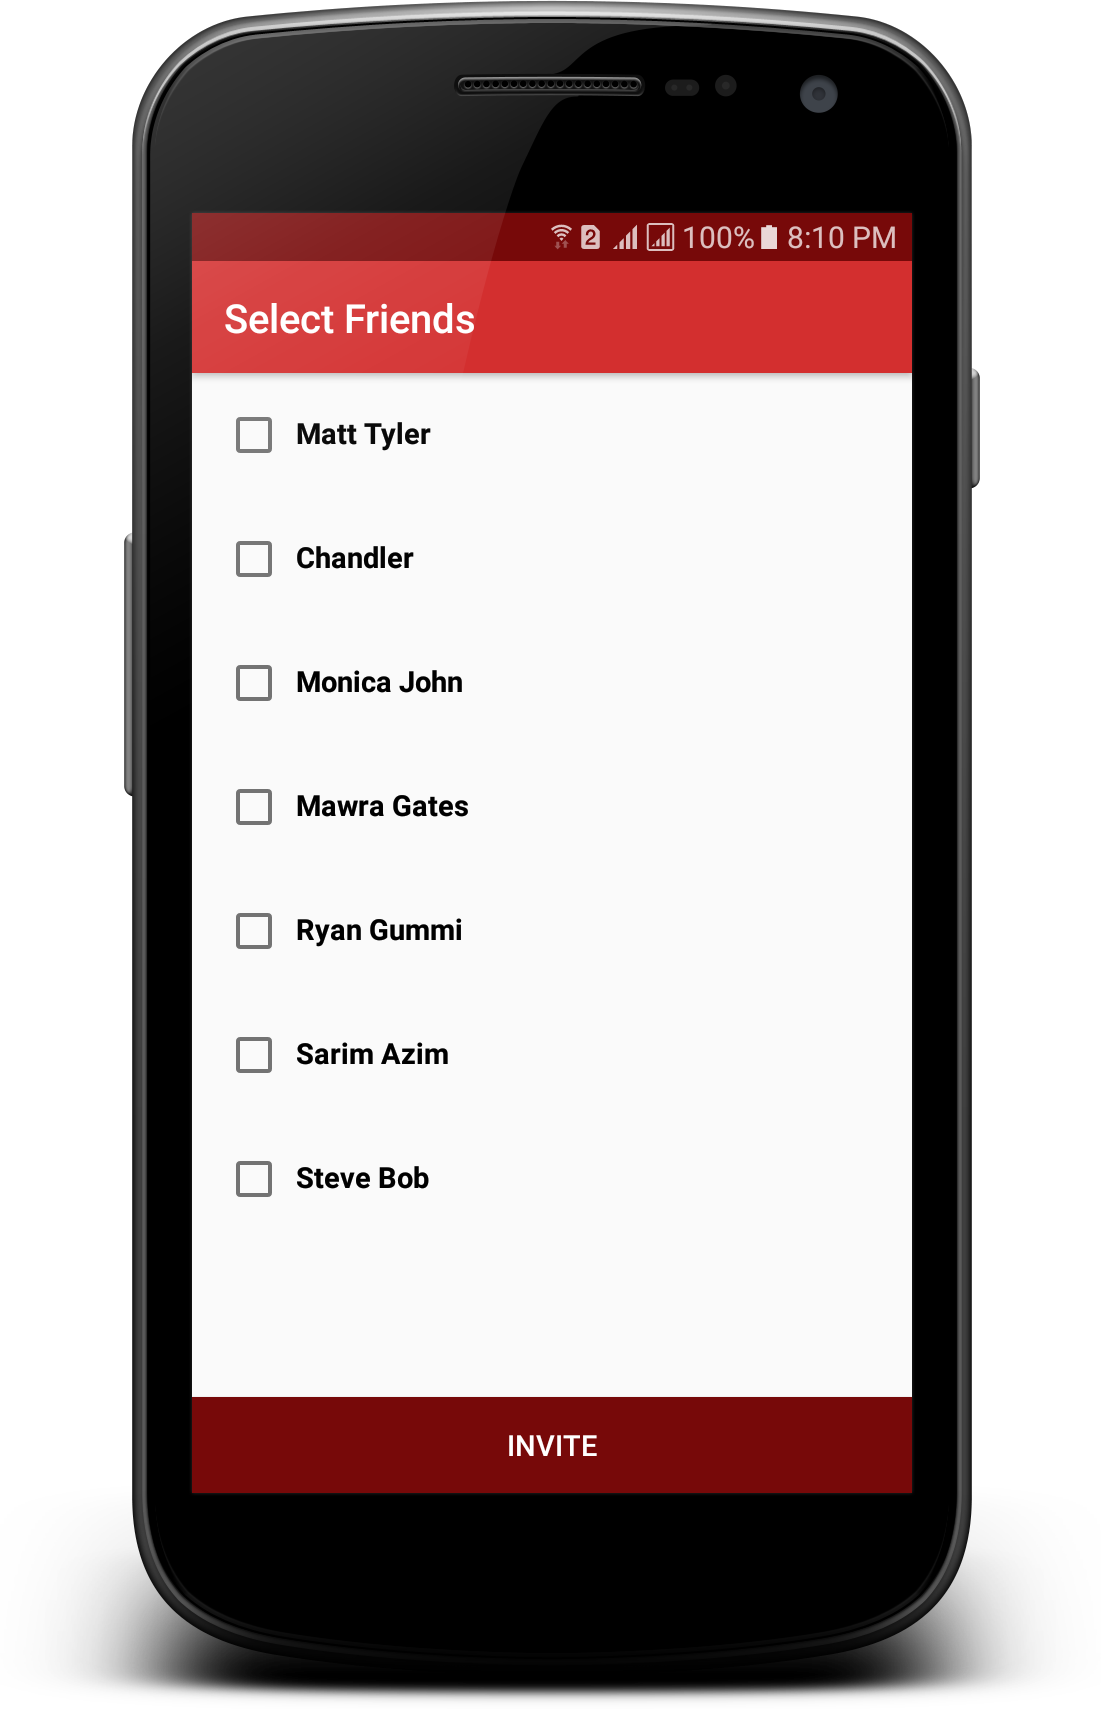 2 100% 8:10 PM
Select Friends
Matt Tyler
Chandler
Monica John
Mawra Gates
Ryan Gummi
Sarim Azim
Steve Bob
INVITE